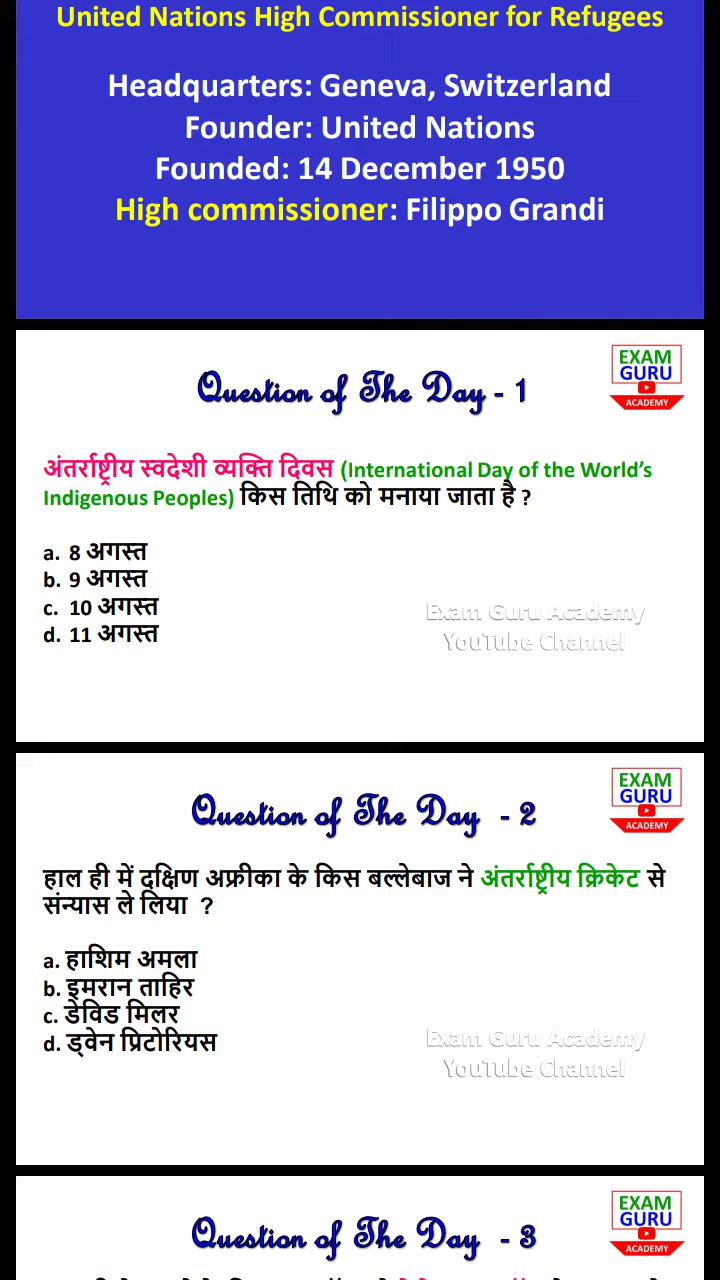 United Nations High Commissioner for Refugees
Headquarters: Geneva, Switzerland
Founder: United Nations
Founded: 14 December 1950
High commissioner: Filippo Grandi
Question of The Day - 1
EXAM
GURU
ACADEMY
अंतर्राष्ट्रीय स्वदेशी व्यक्ति दिवस (International Day of the World’s
Indigenous Peoples) किस तिथि को मनाया जाता है ?
a. 8 अगस्त
b. 9 अगस्त
c. 10 अगस्त
d. 11 अगस्त
Exam Guru Academy
YouTube Channel
Question of The Day - 2
EXAM
GURU
ACADEMY
हाल ही में दक्षिण अफ्रीका के किस बल्लेबाज ने अंतर्राष्ट्रीय क्रिकेट से
संन्यास ले लिया ?
a. हाशिम अमला
b. इमरान ताहिर
c. डेविड मिलर
d. ड्वेन प्रिटोरियस
Exam Guru Academy
YouTube Channel
Question of The Day - 3
EXAM
GURU
ACADEMY